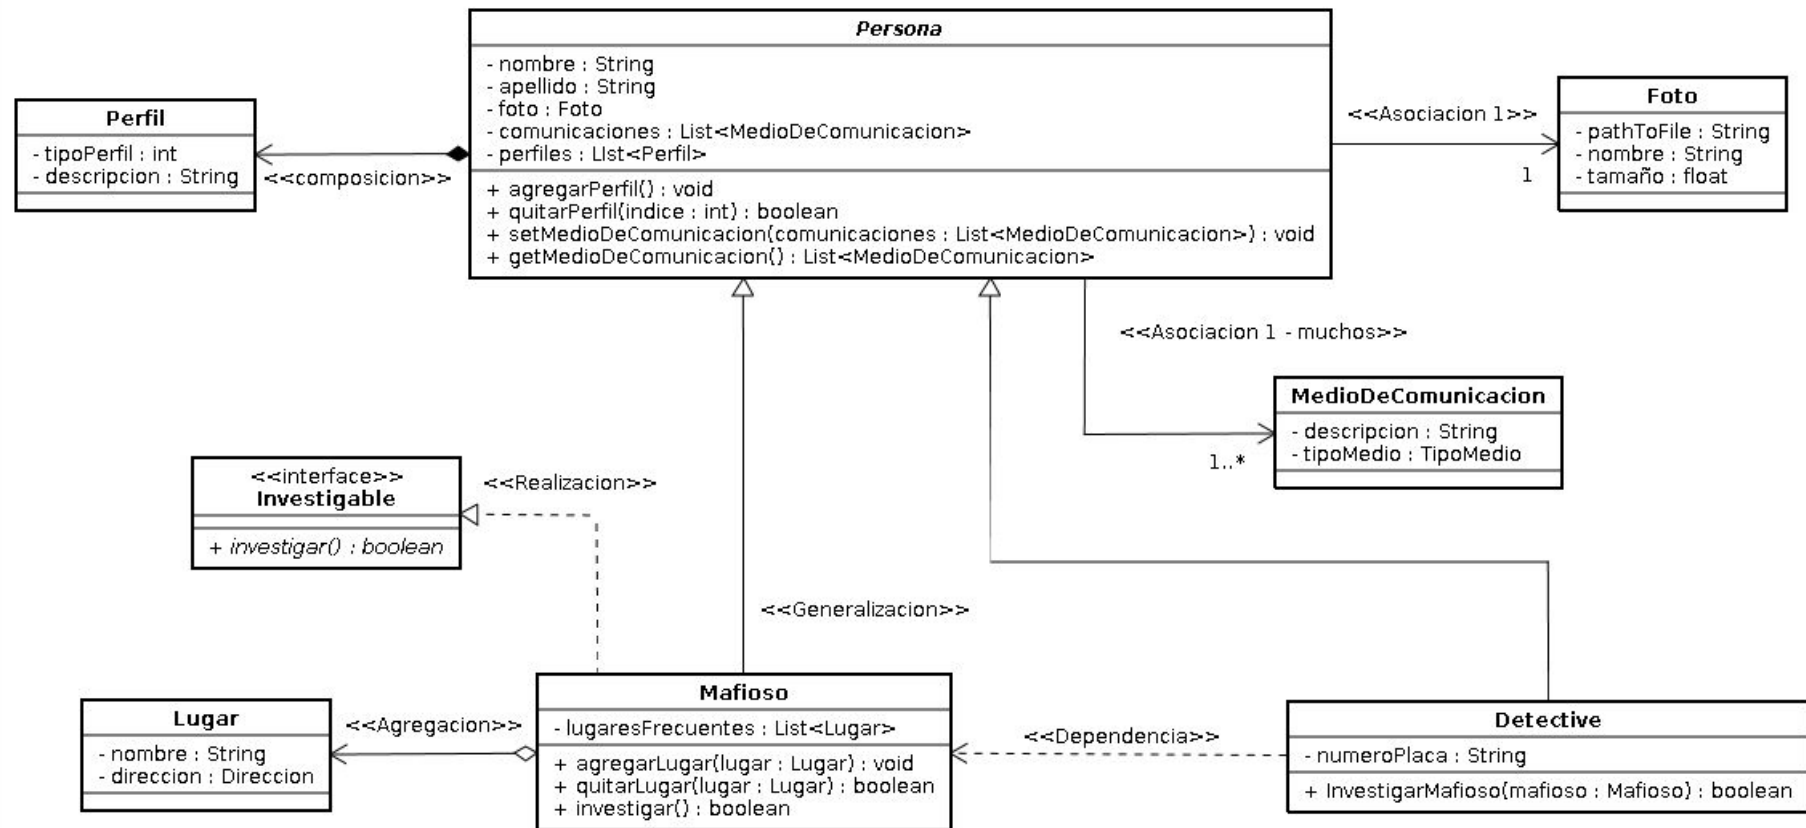 Persona
- nombre : String
- apellido : String
- foto : Foto
- comunicaciones : List<MedioDeComunicacion>
- perfiles : List<Perfil>
+ agregarPerfil() : void
+ quitarPerfil(indice : int) : boolean
+ setMedioDeComunicacion(comunicaciones : List<MedioDeComunicacion>) : void
+ getMedioDeComunicacion() : List<MedioDeComunicacion>
Perfil
- tipoPerfil : int
- descripcion : String
<<composicion>>
<<Asociacion 1>>
1
Foto
- pathToFile : String
- nombre : String
- tamaño : float
<<Asociacion 1 - muchos>>
1..*
MedioDeComunicacion
- descripcion : String
- tipoMedio : TipoMedio
<<interface>>
Investigable
+ investigar() : boolean
<<Realizacion>>
<<Generalizacion>>
Lugar
- nombre : String
- direccion : Direccion
<<Agregacion>>
Mafioso
- lugaresFrecuentes : List<Lugar>
+ agregarLugar(lugar : Lugar) : void
+ quitarLugar(lugar : Lugar) : boolean
+ investigar() : boolean
<<Dependencia>>
Detective
- numeroPlaca : String
+ InvestigarMafioso(mafioso : Mafioso) : boolean